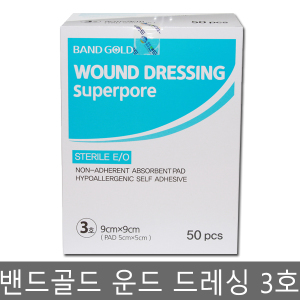 BAND GOLD
WOUND DRESSING
superpore
STERILE E/O
NON-ADHERENT ABSORBENT PAD
HYPOALLERGENIC SELF ADHESIVE
3호 9cm×9cm
( PAD 5cm×5cm )
50 pcs
밴드골드 운드 드레싱 3호